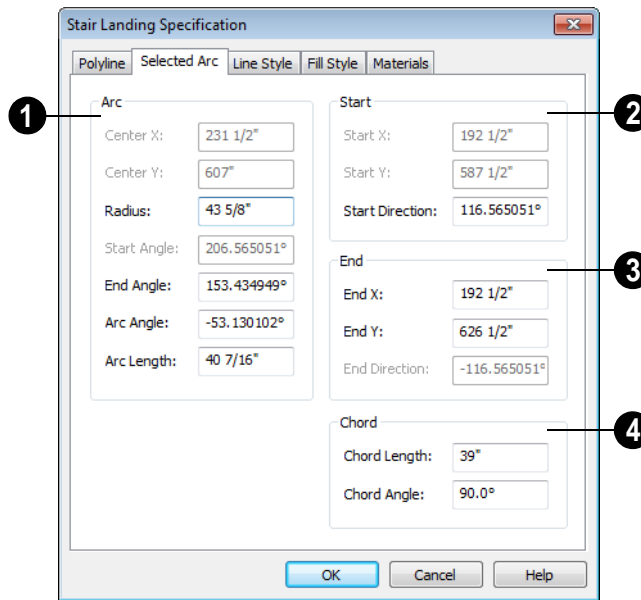 Stair Landing Specification
Polyline Selected Arc Line Style Fill Style Materials
1
Arc
Center X: 231 1/2"
Center Y: 607"
Radius: 43 5/8"
Start Angle: 206.565051°
End Angle: 153.434949°
Arc Angle: -53.130102°
Arc Length: 40 7/16"
2
Start
Start X: 192 1/2"
Start Y: 587 1/2"
Start Direction: 116.565051°
3
End
End X: 192 1/2"
End Y: 626 1/2"
End Direction: -116.565051°
4
Chord
Chord Length: 39"
Chord Angle: 90.0°
OK Cancel Help